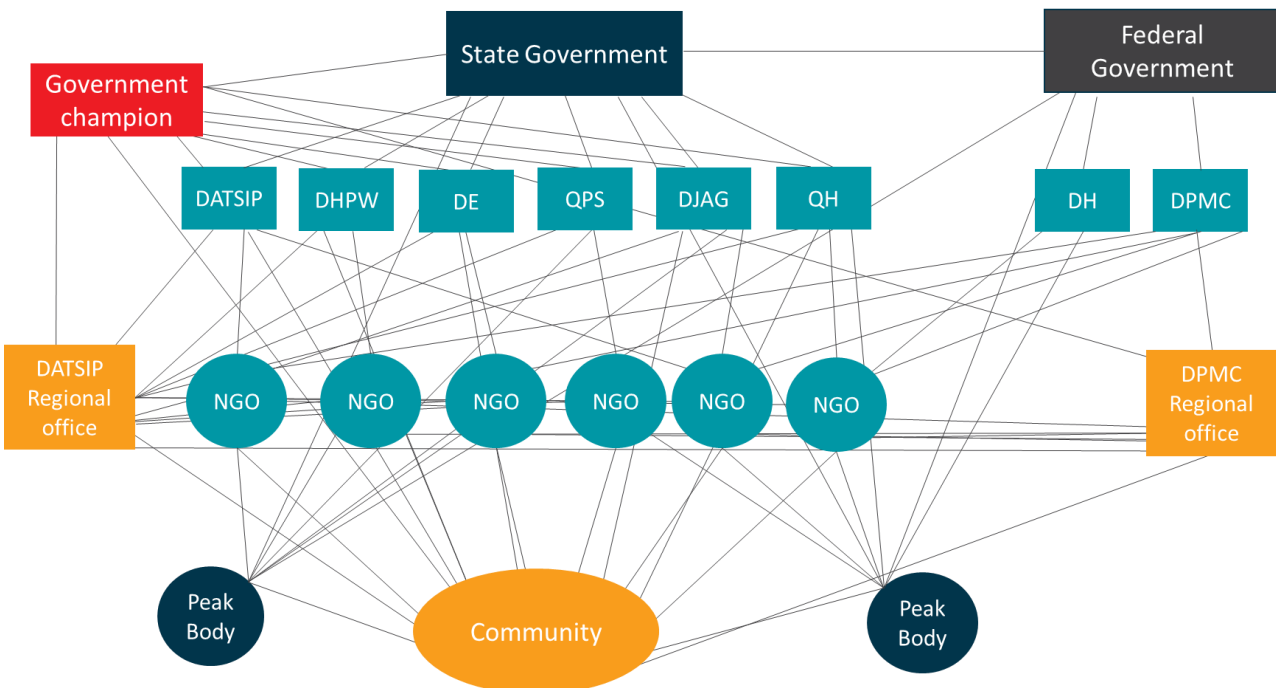 State Government
Federal
Government
Government
champion
DATSIP
DHPW
DE
QPS
DJAG
QH
DH
DPMC
DATSIP
Regional
office
NGO
NGO
NGO
NGO
NGO
NGO
DPMC
Regional
office
Peak
Body
Community
Peak
Body